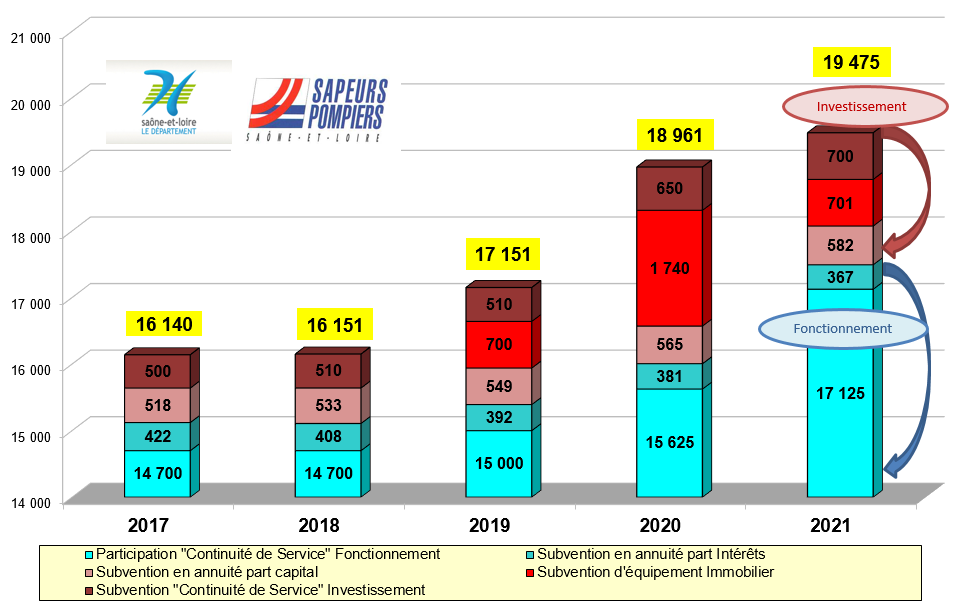 21 000
20 000
19 000
18 000
17 000
16 000
15 000
14 000
saône-et-loire
LE DÉPARTEMENT
SAPEURS
POMPIERS
SAÔNE-ET-LOIRE
16 140
500
518
422
14 700
16 151
510
533
408
14 700
17 151
510
700
549
392
15 000
18 961
650
1 740
565
381
15 625
19 475
Investissement
700
701
582
367
Fonctionnement
17 125
2017 2018 2019 2020 2021
Participation "Continuité de Service" Fonctionnement
Subvention en annuité part Intérêts
Subvention en annuité part capital
Subvention d'équipement Immobilier
Subvention "Continuité de Service" Investissement